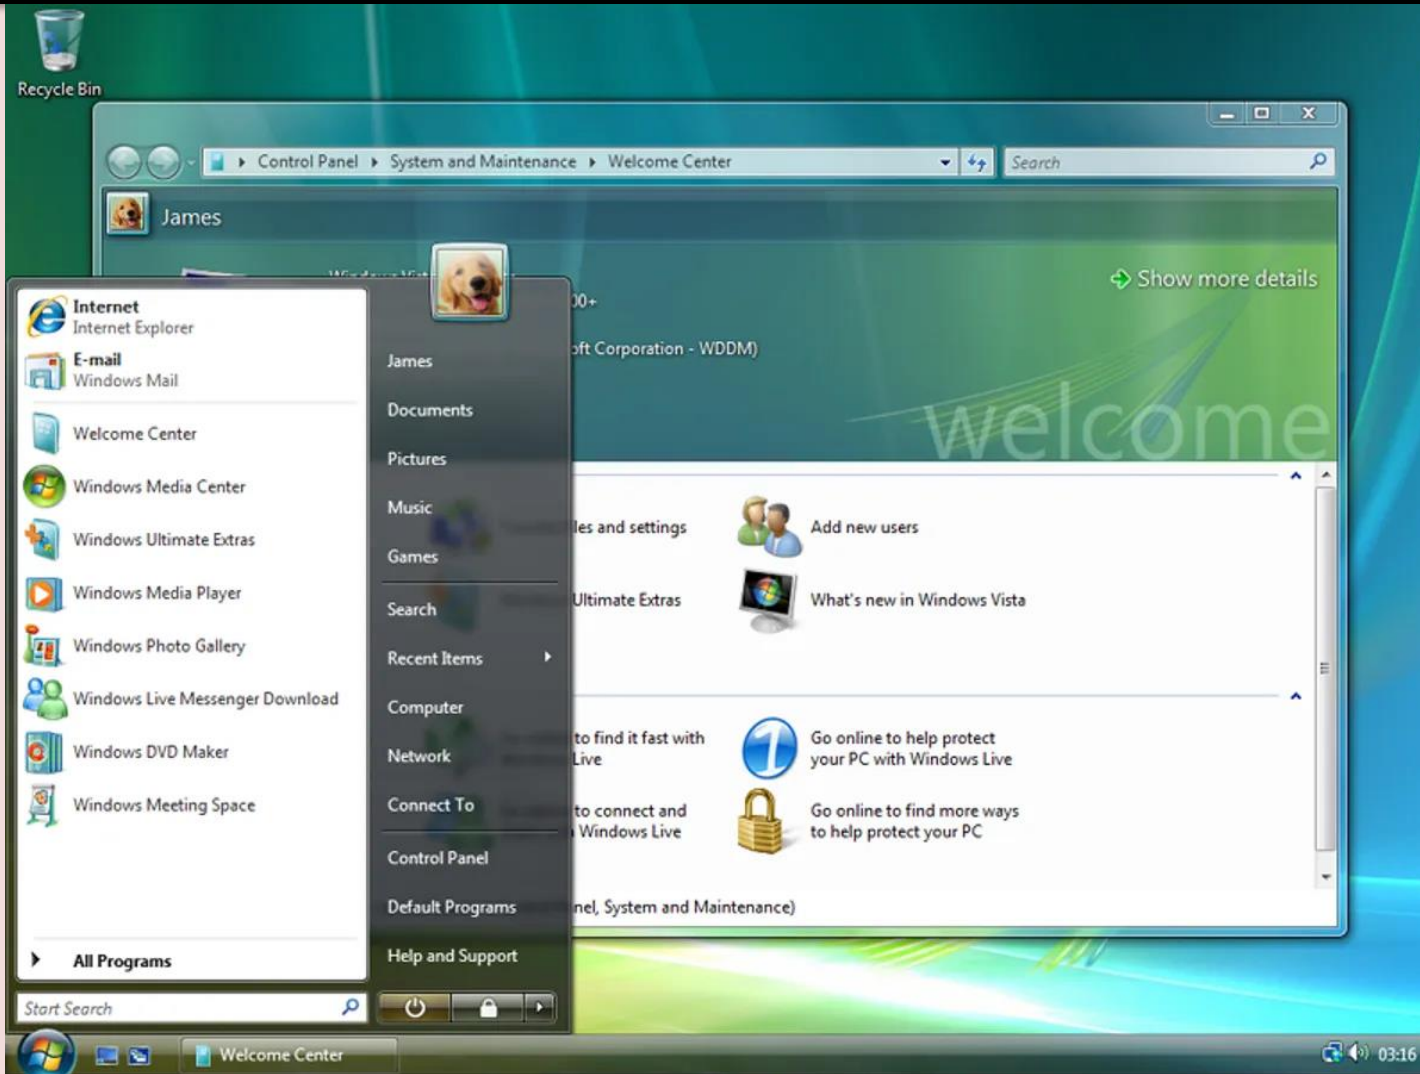 Recycle Bin
Control Panel
System and Maintenance
Welcome Center
Search
James
Show more details
00+
oft Corporation - WDDM)
welcome
Internet
Internet Explorer
E-mail
Windows Mail
Welcome Center
Windows Media Center
Windows Ultimate Extras
Windows Media Player
Windows Photo Gallery
Windows Live Messenger Download
Windows DVD Maker
Windows Meeting Space
All Programs
Start Search
James
Documents
Pictures
Music
Games
Search
Recent Items
Computer
Network
Connect To
Control Panel
Default Programs
Help and Support
les and settings
Add new users
Ultimate Extras
What's new in Windows Vista
to find it fast with
Live
Go online to help protect
your PC with Windows Live
to connect and
Windows Live
Go online to find more ways
to help protect your PC
nel, System and Maintenance)
Welcome Center
03:16